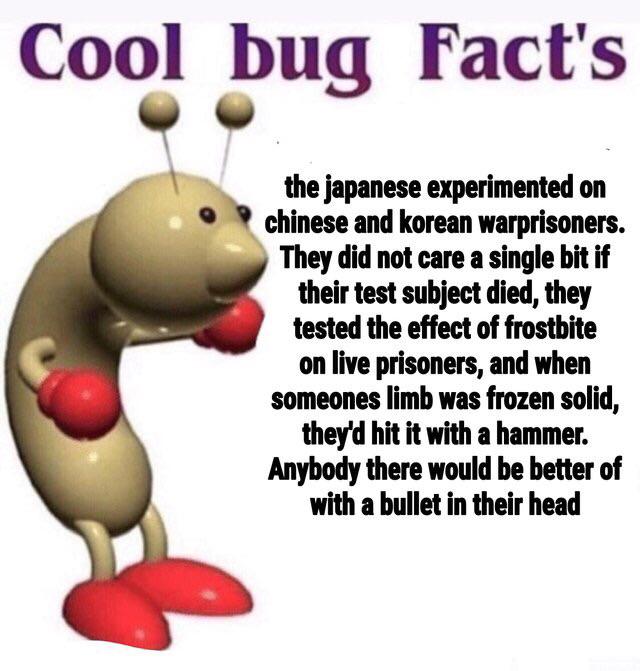 Cool bug Fact's
the japanese experimented on
chinese and korean warprisoners.
They did not care a single bit if
their test subject died, they
tested the effect of frostbite
on live prisoners, and when
someones limb was frozen solid,
they'd hit it with a hammer.
Anybody there would be better of
with a bullet in their head